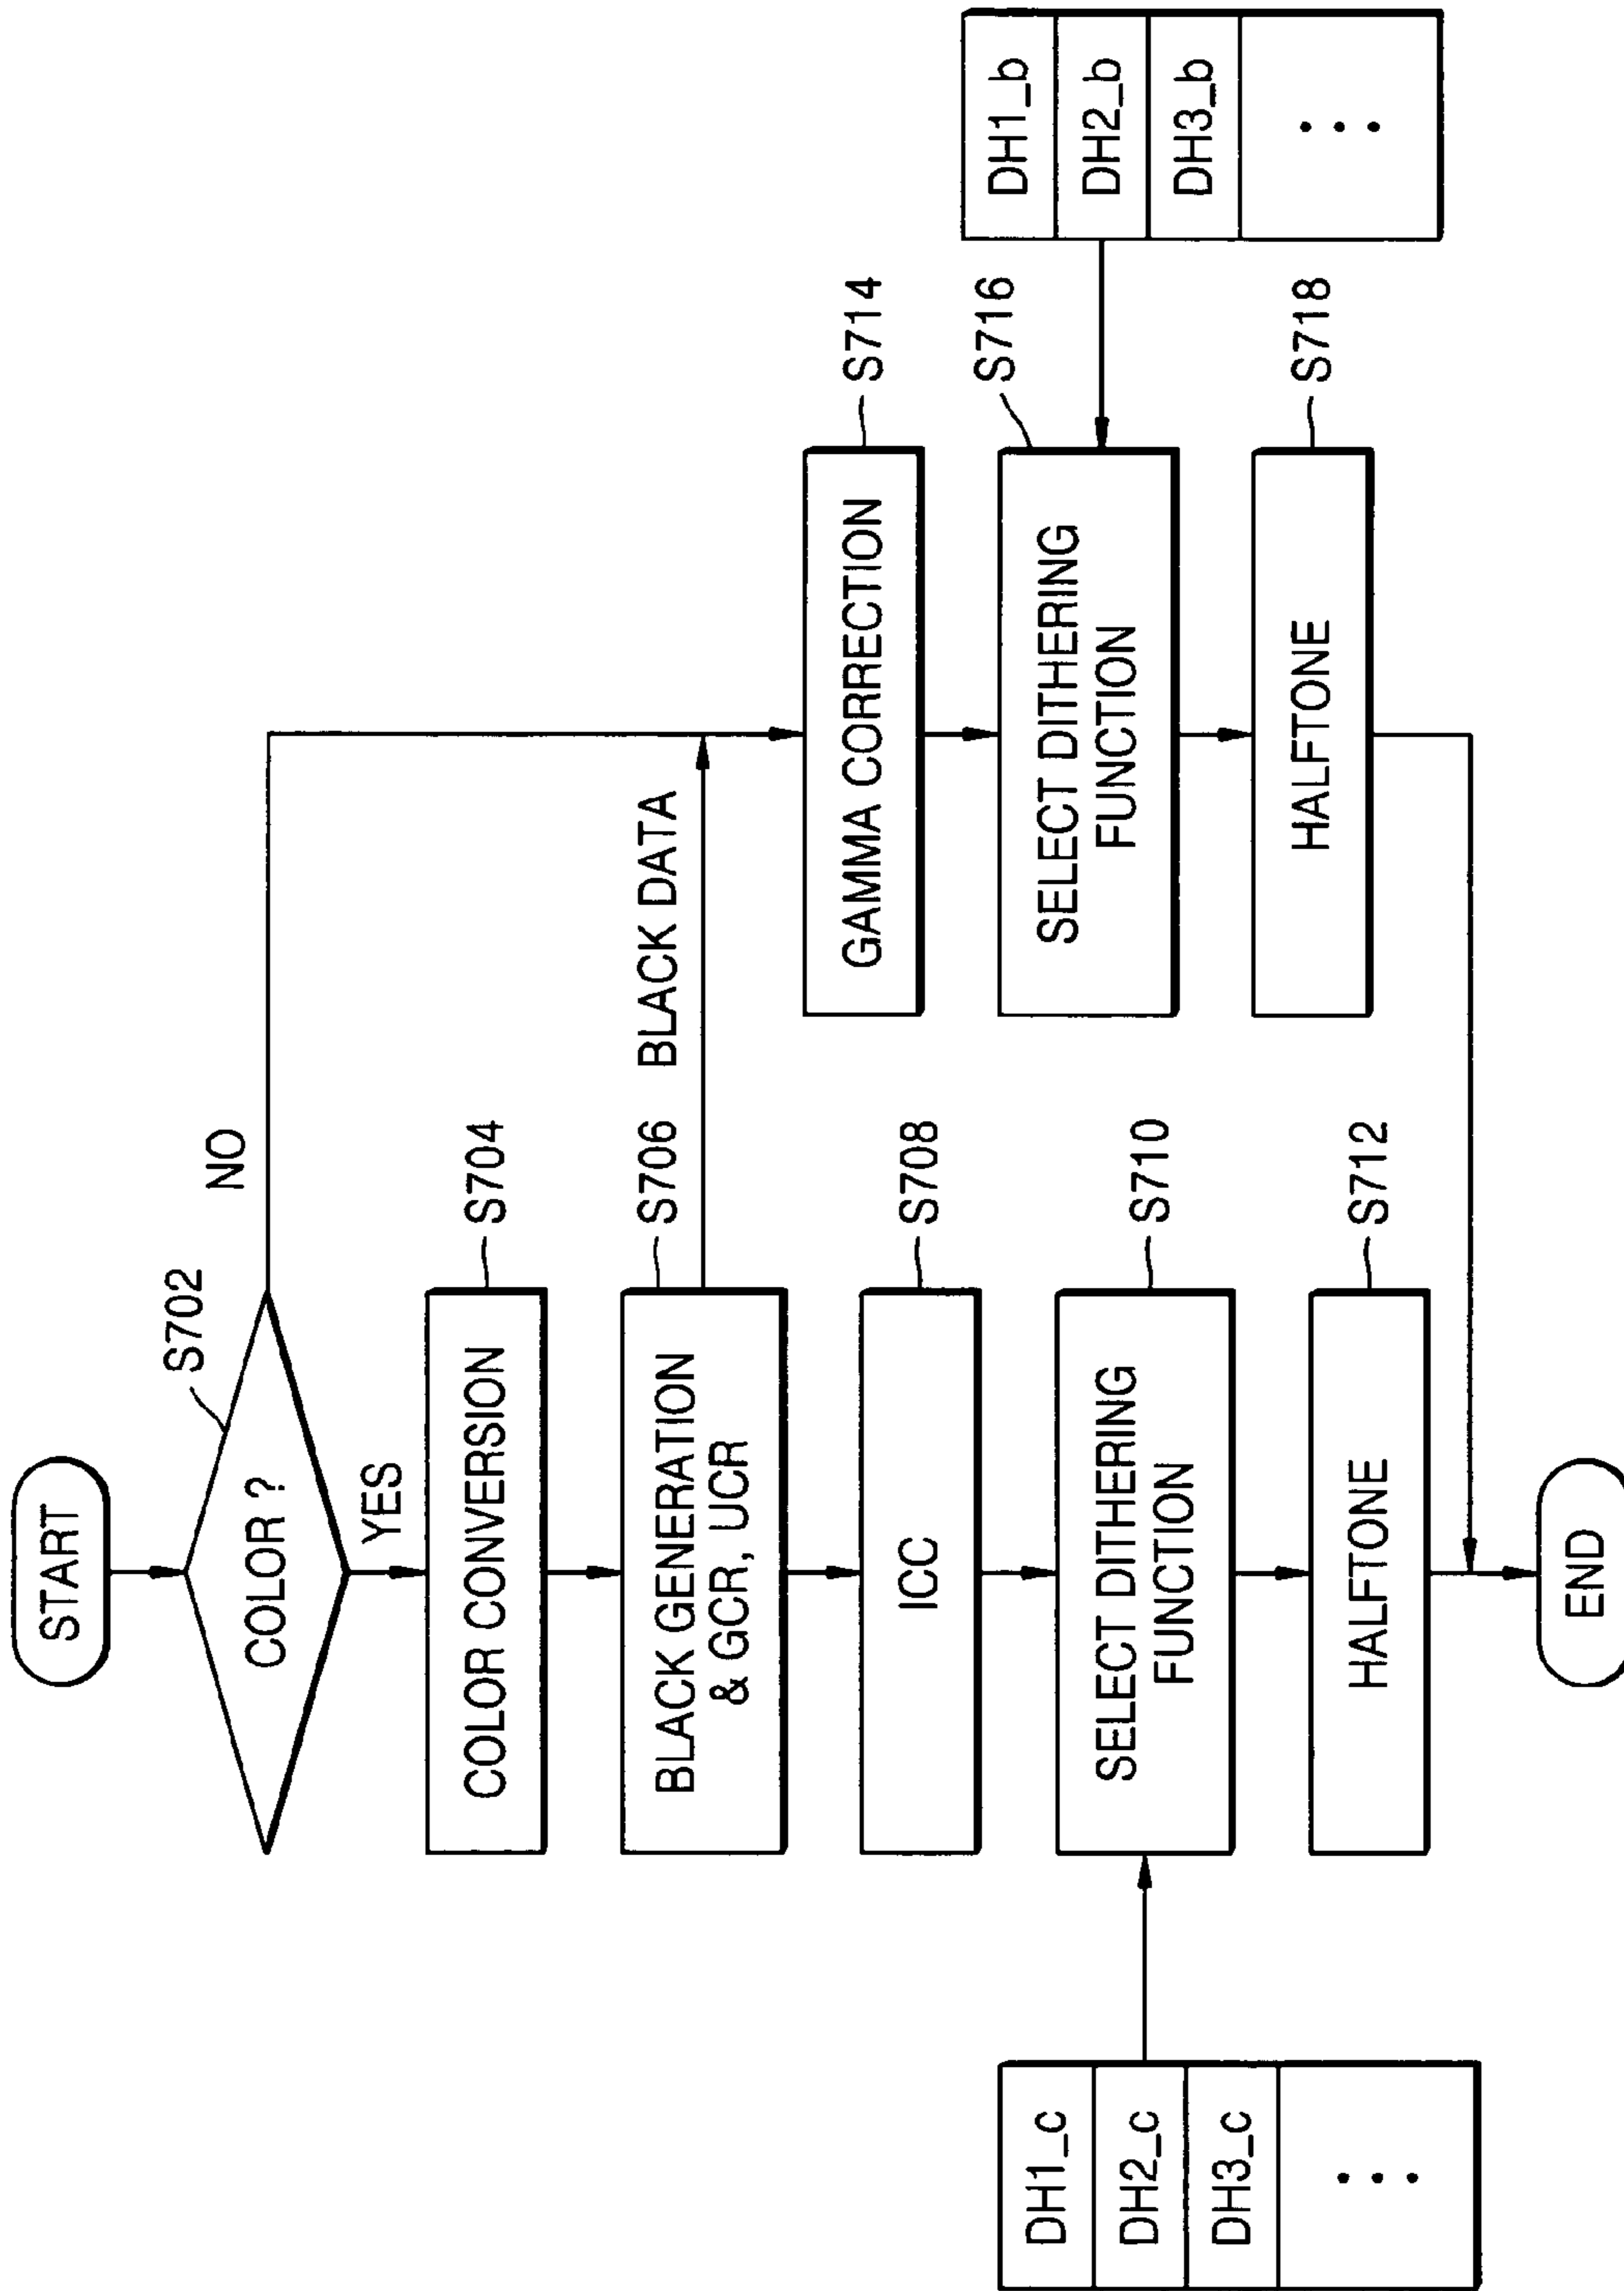 START
COLOR ?
S702
NO
YES
COLOR CONVERSION
S704
BLACK GENERATION
& GCR, UCR
S706
BLACK DATA
ICC
S708
SELECT DITHERING
FUNCTION
S710
DH1_c
DH2_c
DH3_c
⋮
HALFTONE
S712
GAMMA CORRECTION
S714
SELECT DITHERING
FUNCTION
S716
DH1_b
DH2_b
DH3_b
⋮
HALFTONE
S718
END